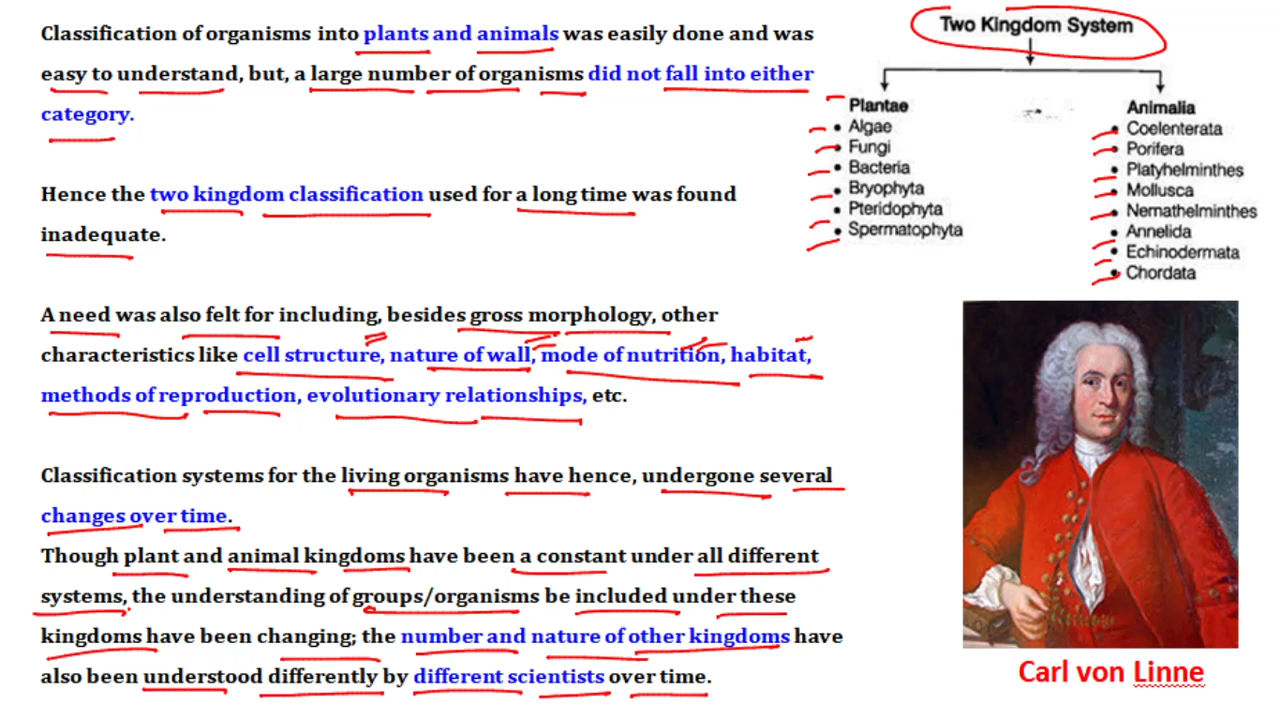 Classification of organisms into plants and animals was easily done and was
easy to understand, but, a large number of organisms did not fall into either
category.
Hence the two kingdom classification used for a long time was found
inadequate.
A need was also felt for including, besides gross morphology, other
characteristics like cell structure, nature of wall, mode of nutrition, habitat,
methods of reproduction, evolutionary relationships, etc.
Classification systems for the living organisms have hence, undergone several
changes over time.
Though plant and animal kingdoms have been a constant under all different
systems, the understanding of groups/organisms be included under these
kingdoms have been changing; the number and nature of other kingdoms have
also been understood differently by different scientists over time.
Two Kingdom System
Plantae
• Algae
• Fungi
• Bacteria
• Bryophyta
• Pteridophyta
• Spermatophyta
Animalia
• Coelenterata
• Porifera
• Platyhelminthes
• Mollusca
• Nemathelminthes
• Annelida
• Echinodermata
• Chordata
Carl von Linne